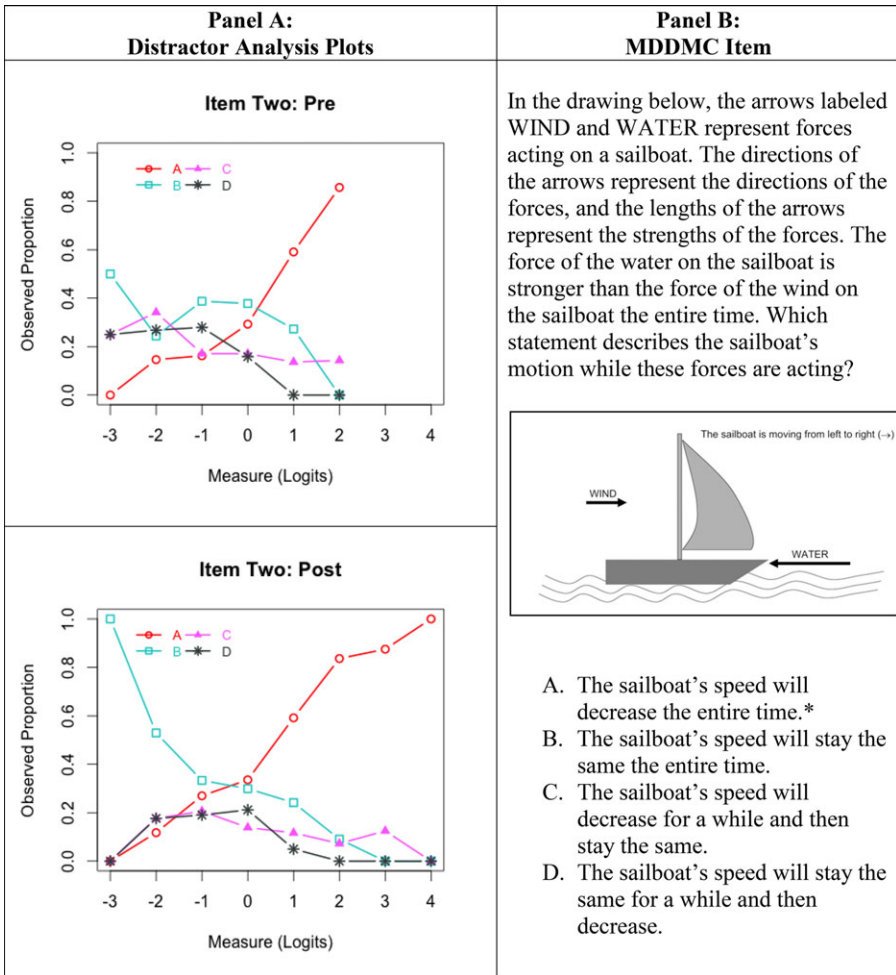 Panel A:
Distractor Analysis Plots
Panel B:
MDDMC Item
Item Two: Pre
Observed Proportion
1.0
0.8
0.6
0.4
0.2
0.0
A C
B D
-3 -2 -1 0 1 2 3 4
Measure (Logits)
Item Two: Post
Observed Proportion
1.0
0.8
0.6
0.4
0.2
0.0
A C
B D
-3 -2 -1 0 1 2 3 4
Measure (Logits)
In the drawing below, the arrows labeled
WIND and WATER represent forces
acting on a sailboat. The directions of
the arrows represent the directions of the
forces, and the lengths of the arrows
represent the strengths of the forces. The
force of the water on the sailboat is
stronger than the force of the wind on
the sailboat the entire time. Which
statement describes the sailboat’s
motion while these forces are acting?
The sailboat is moving from left to right (→)
WIND
WATER
A. The sailboat’s speed will
decrease the entire time.*
B. The sailboat’s speed will stay the
same the entire time.
C. The sailboat’s speed will
decrease for a while and then
stay the same.
D. The sailboat’s speed will stay the
same for a while and then
decrease.